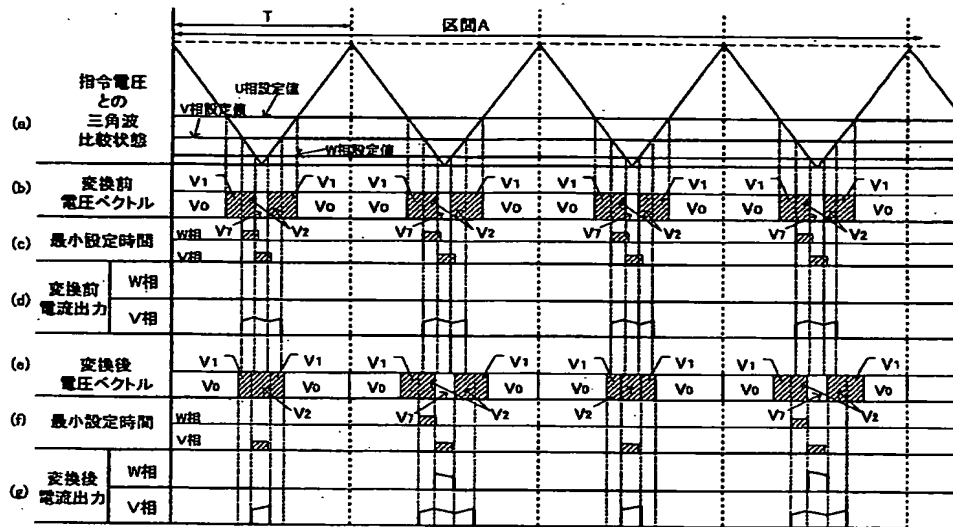 T
区間A
指令電圧
との
三角波
比較状態
(a)
U相設定値
V相設定値
W相設定値
(b)
変換前
電圧ベクトル
V1 V1 V1 V1 V1 V1 V1 V1
V0 V0 V0 V0 V0 V0 V0 V0
V7 V2 V7 V2 V7 V2 V7 V2
(c) 最小設定時間
W相
V相
(d) 変換前
電流出力
W相
V相
(e) 変換後
電圧ベクトル
V1 V1 V1 V1 V1 V1 V1 V1
V0 V0 V0 V0 V0 V0 V0 V0
V2 V7 V2 V2 V7 V2
(f) 最小設定時間
W相
V相
(g) 変換後
電流出力
W相
V相